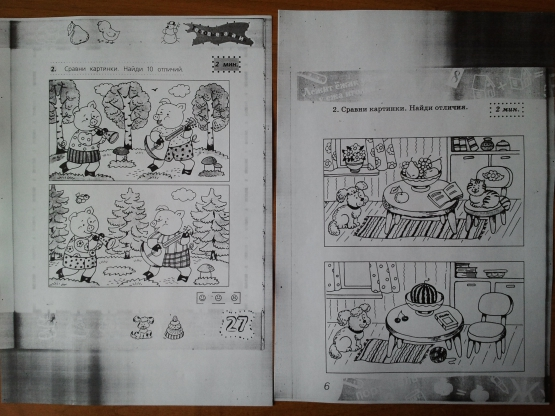 2. Сравни картинки. Найди 10 отличий.
2 мин.
27
2. Сравни картинки. Найди отличия.
2 мин.
6